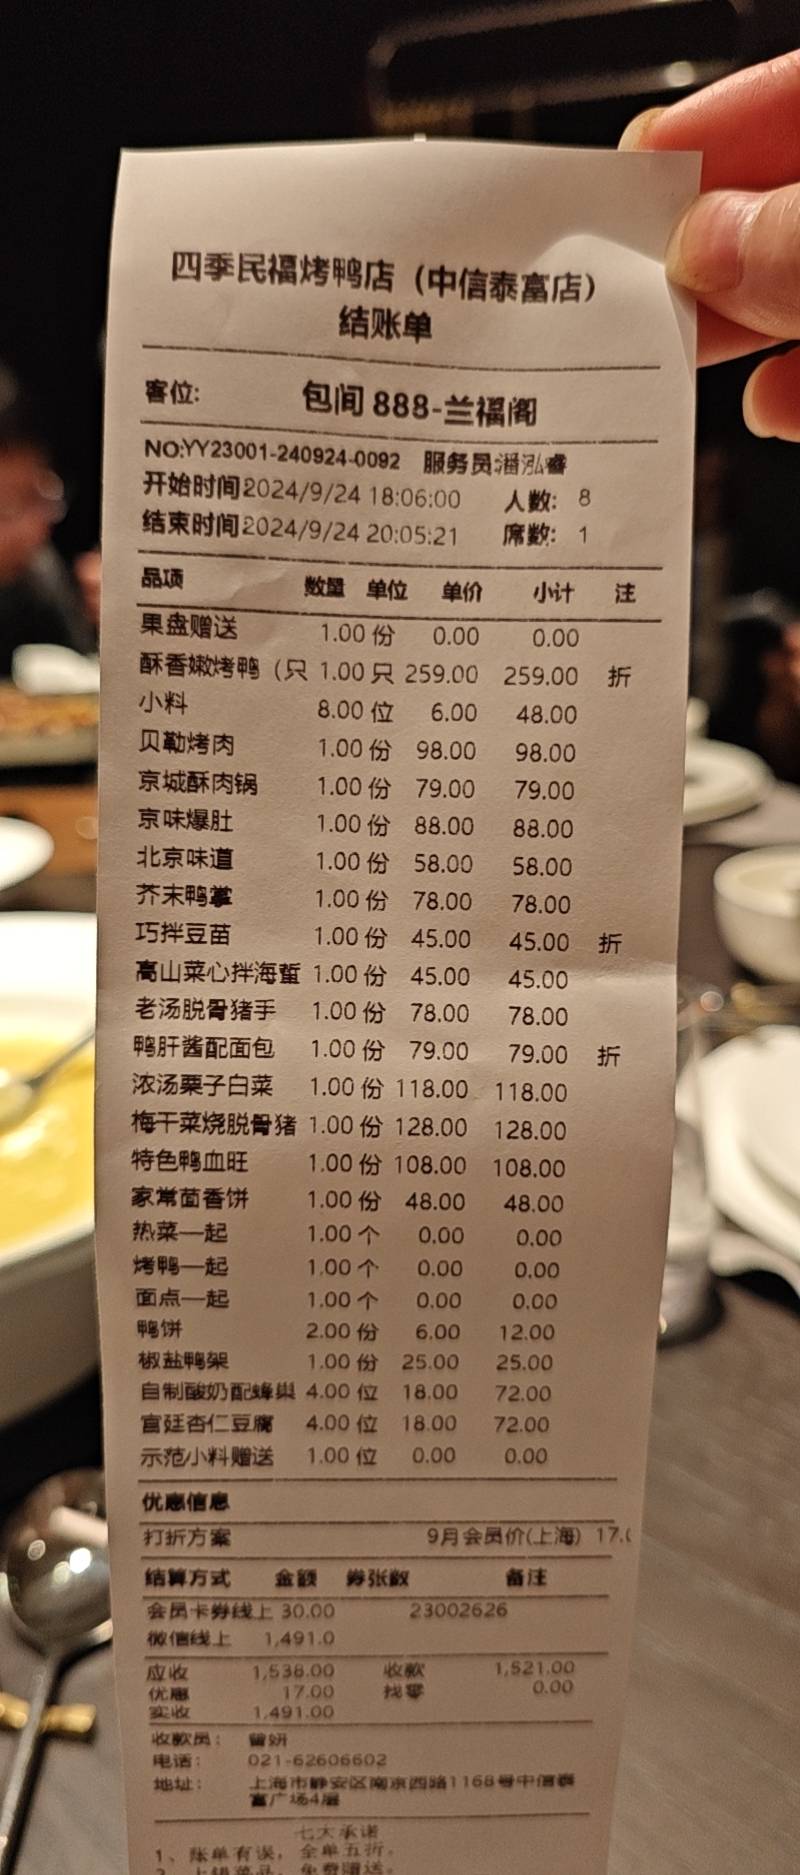 四季民福烤鸭店（中信泰富店）
结账单
客位: 包间 888-兰福阁
NO:YY23001-240924-0092 服务员:潘泓睿
开始时间2024/9/24 18:06:00 人数: 8
结束时间2024/9/24 20:05:21 席数: 1
品项 数量 单位 单价 小计 注
果盘赠送 1.00 份 0.00 0.00
酥香嫩烤鸭（只 1.00 只 259.00 259.00 折
小料 8.00 位 6.00 48.00
贝勒烤肉 1.00 份 98.00 98.00
京城酥肉锅 1.00 份 79.00 79.00
京味爆肚 1.00 份 88.00 88.00
北京味道 1.00 份 58.00 58.00
芥末鸭掌 1.00 份 78.00 78.00
巧拌豆苗 1.00 份 45.00 45.00 折
高山菜心拌海蜇 1.00 份 45.00 45.00
老汤脱骨猪手 1.00 份 78.00 78.00
鸭肝酱配面包 1.00 份 79.00 79.00 折
浓汤栗子白菜 1.00 份 118.00 118.00
梅干菜烧脱骨猪 1.00 份 128.00 128.00
特色鸭血旺 1.00 份 108.00 108.00
家常茴香饼 1.00 份 48.00 48.00
热菜—起 1.00 个 0.00 0.00
烤鸭—起 1.00 个 0.00 0.00
面点—起 1.00 个 0.00 0.00
鸭饼 2.00 份 6.00 12.00
椒盐鸭架 1.00 份 25.00 25.00
自制酸奶配蜂巢 4.00 位 18.00 72.00
宫廷杏仁豆腐 4.00 位 18.00 72.00
示范小料赠送 1.00 位 0.00 0.00
优惠信息
打折方案 9月会员价(上海) 17.0
结算方式 金额 券张数 备注
会员卡券线上 30.00 23002626
微信线上 1,491.0
应收 1,538.00 收款 1,521.00
优惠 17.00 找零 0.00
实收 1,491.00
收款员: 曾妍
电话: 021-62606602
地址: 上海市静安区南京西路1168号中信泰
富广场4层
七大承诺
1、账单有误，全单五折。
上错菜品，免费赠送。